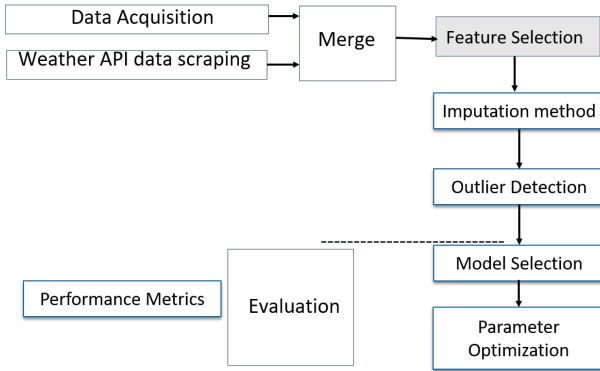 Data Acquisition
Weather API data scraping
Merge
Feature Selection
Imputation method
Outlier Detection
Model Selection
Parameter
Optimization
Evaluation
Performance Metrics